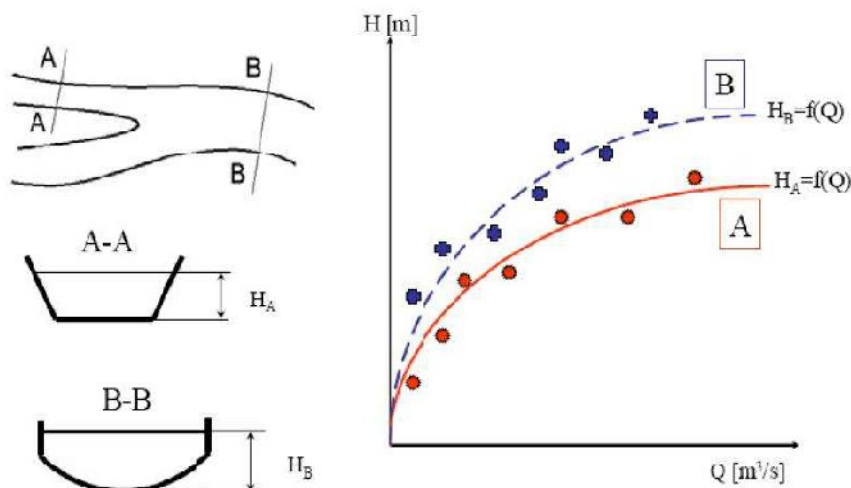 A
A
B
B
A-A
H_A
B-B
H_B
H [m]
B
H_B=f(Q)
H_A=f(Q)
A
Q [m³/s]